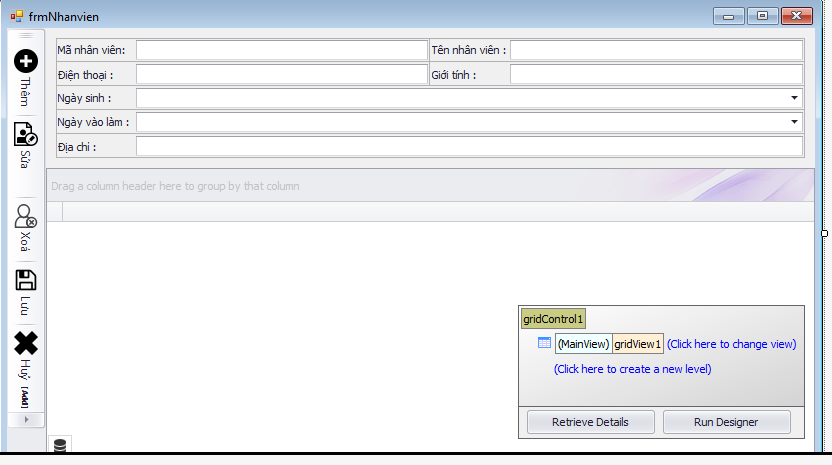 frmNhanvien
Mã nhân viên:
Tên nhân viên :
Điện thoại :
Giới tính :
Ngày sinh :
Ngày vào làm :
Địa chỉ :
Thêm
Sửa
Xoá
Lưu
Huỷ
[Add]
Drag a column header here to group by that column
gridControl1
(MainView) gridView1 (Click here to change view)
(Click here to create a new level)
Retrieve Details
Run Designer